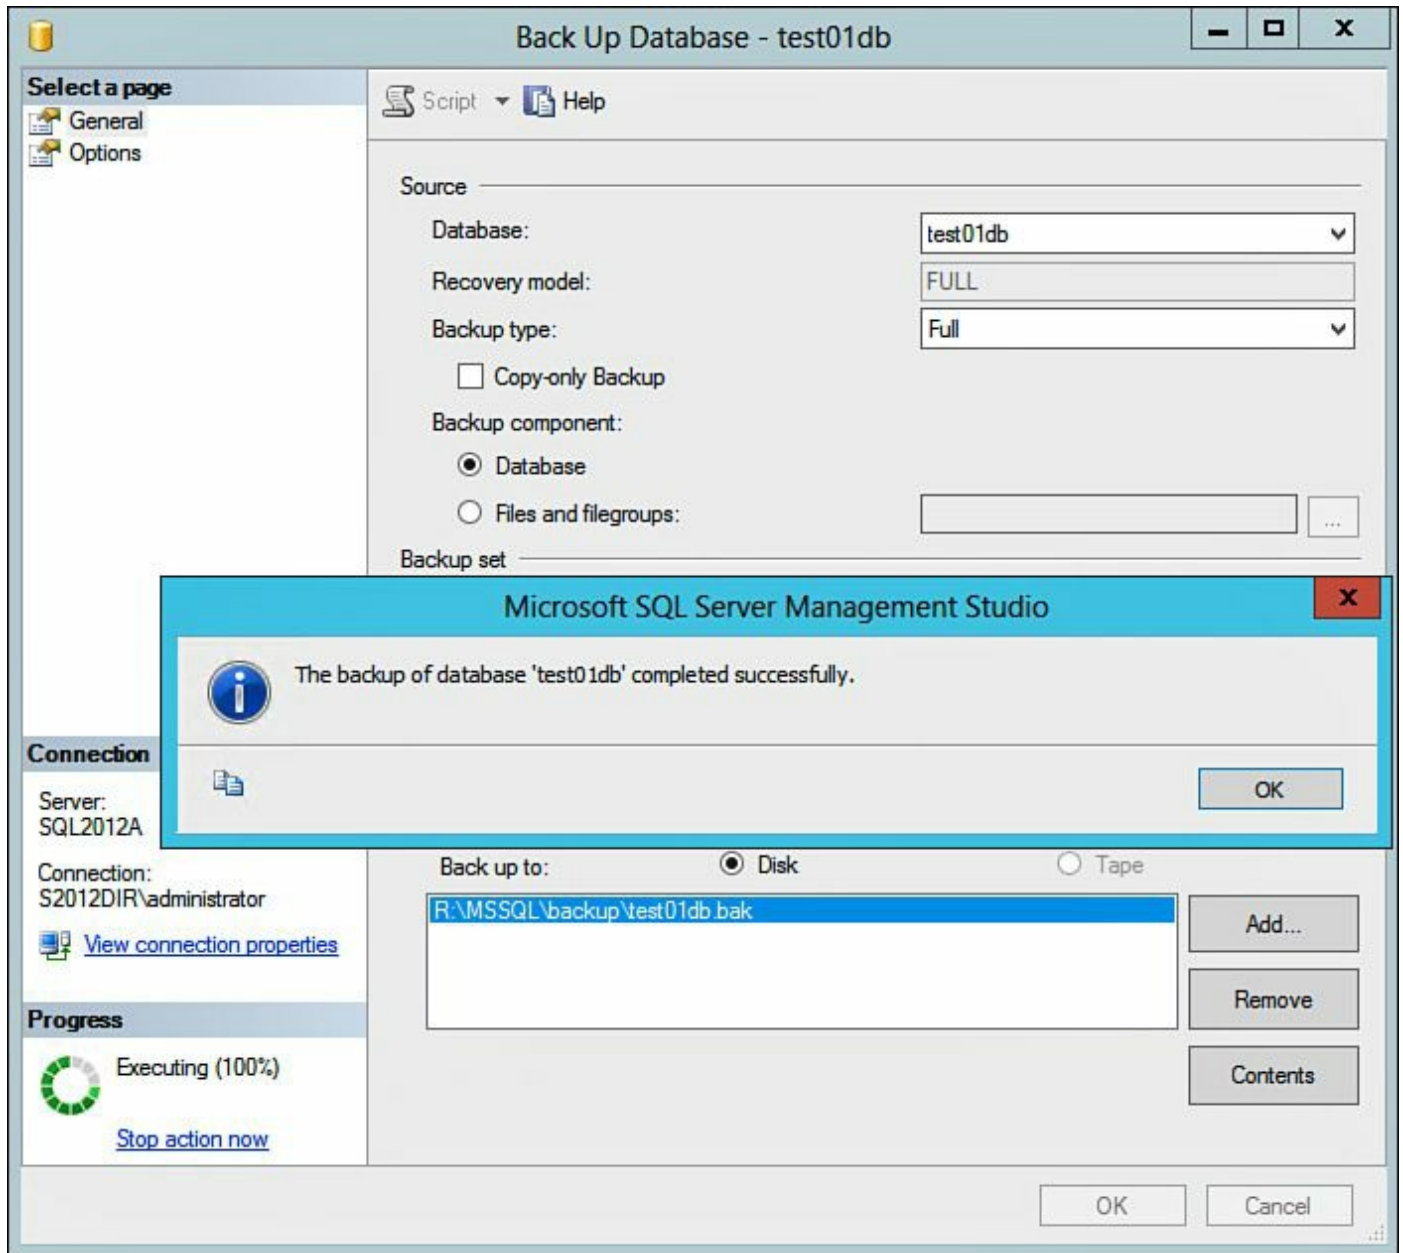 Back Up Database - test01db
Select a page
General
Options
Script
Help
Source
Database:
test01db
Recovery model:
FULL
Backup type:
Full
Copy-only Backup
Backup component:
Database
Files and filegroups:
...
Backup set
Microsoft SQL Server Management Studio
The backup of database 'test01db' completed successfully.
OK
Connection
Server:
SQL2012A
Connection:
S2012DIR\administrator
View connection properties
Progress
Executing (100%)
Stop action now
Back up to:
Disk
Tape
R:\MSSQL\backup\test01db.bak
Add...
Remove
Contents
OK
Cancel